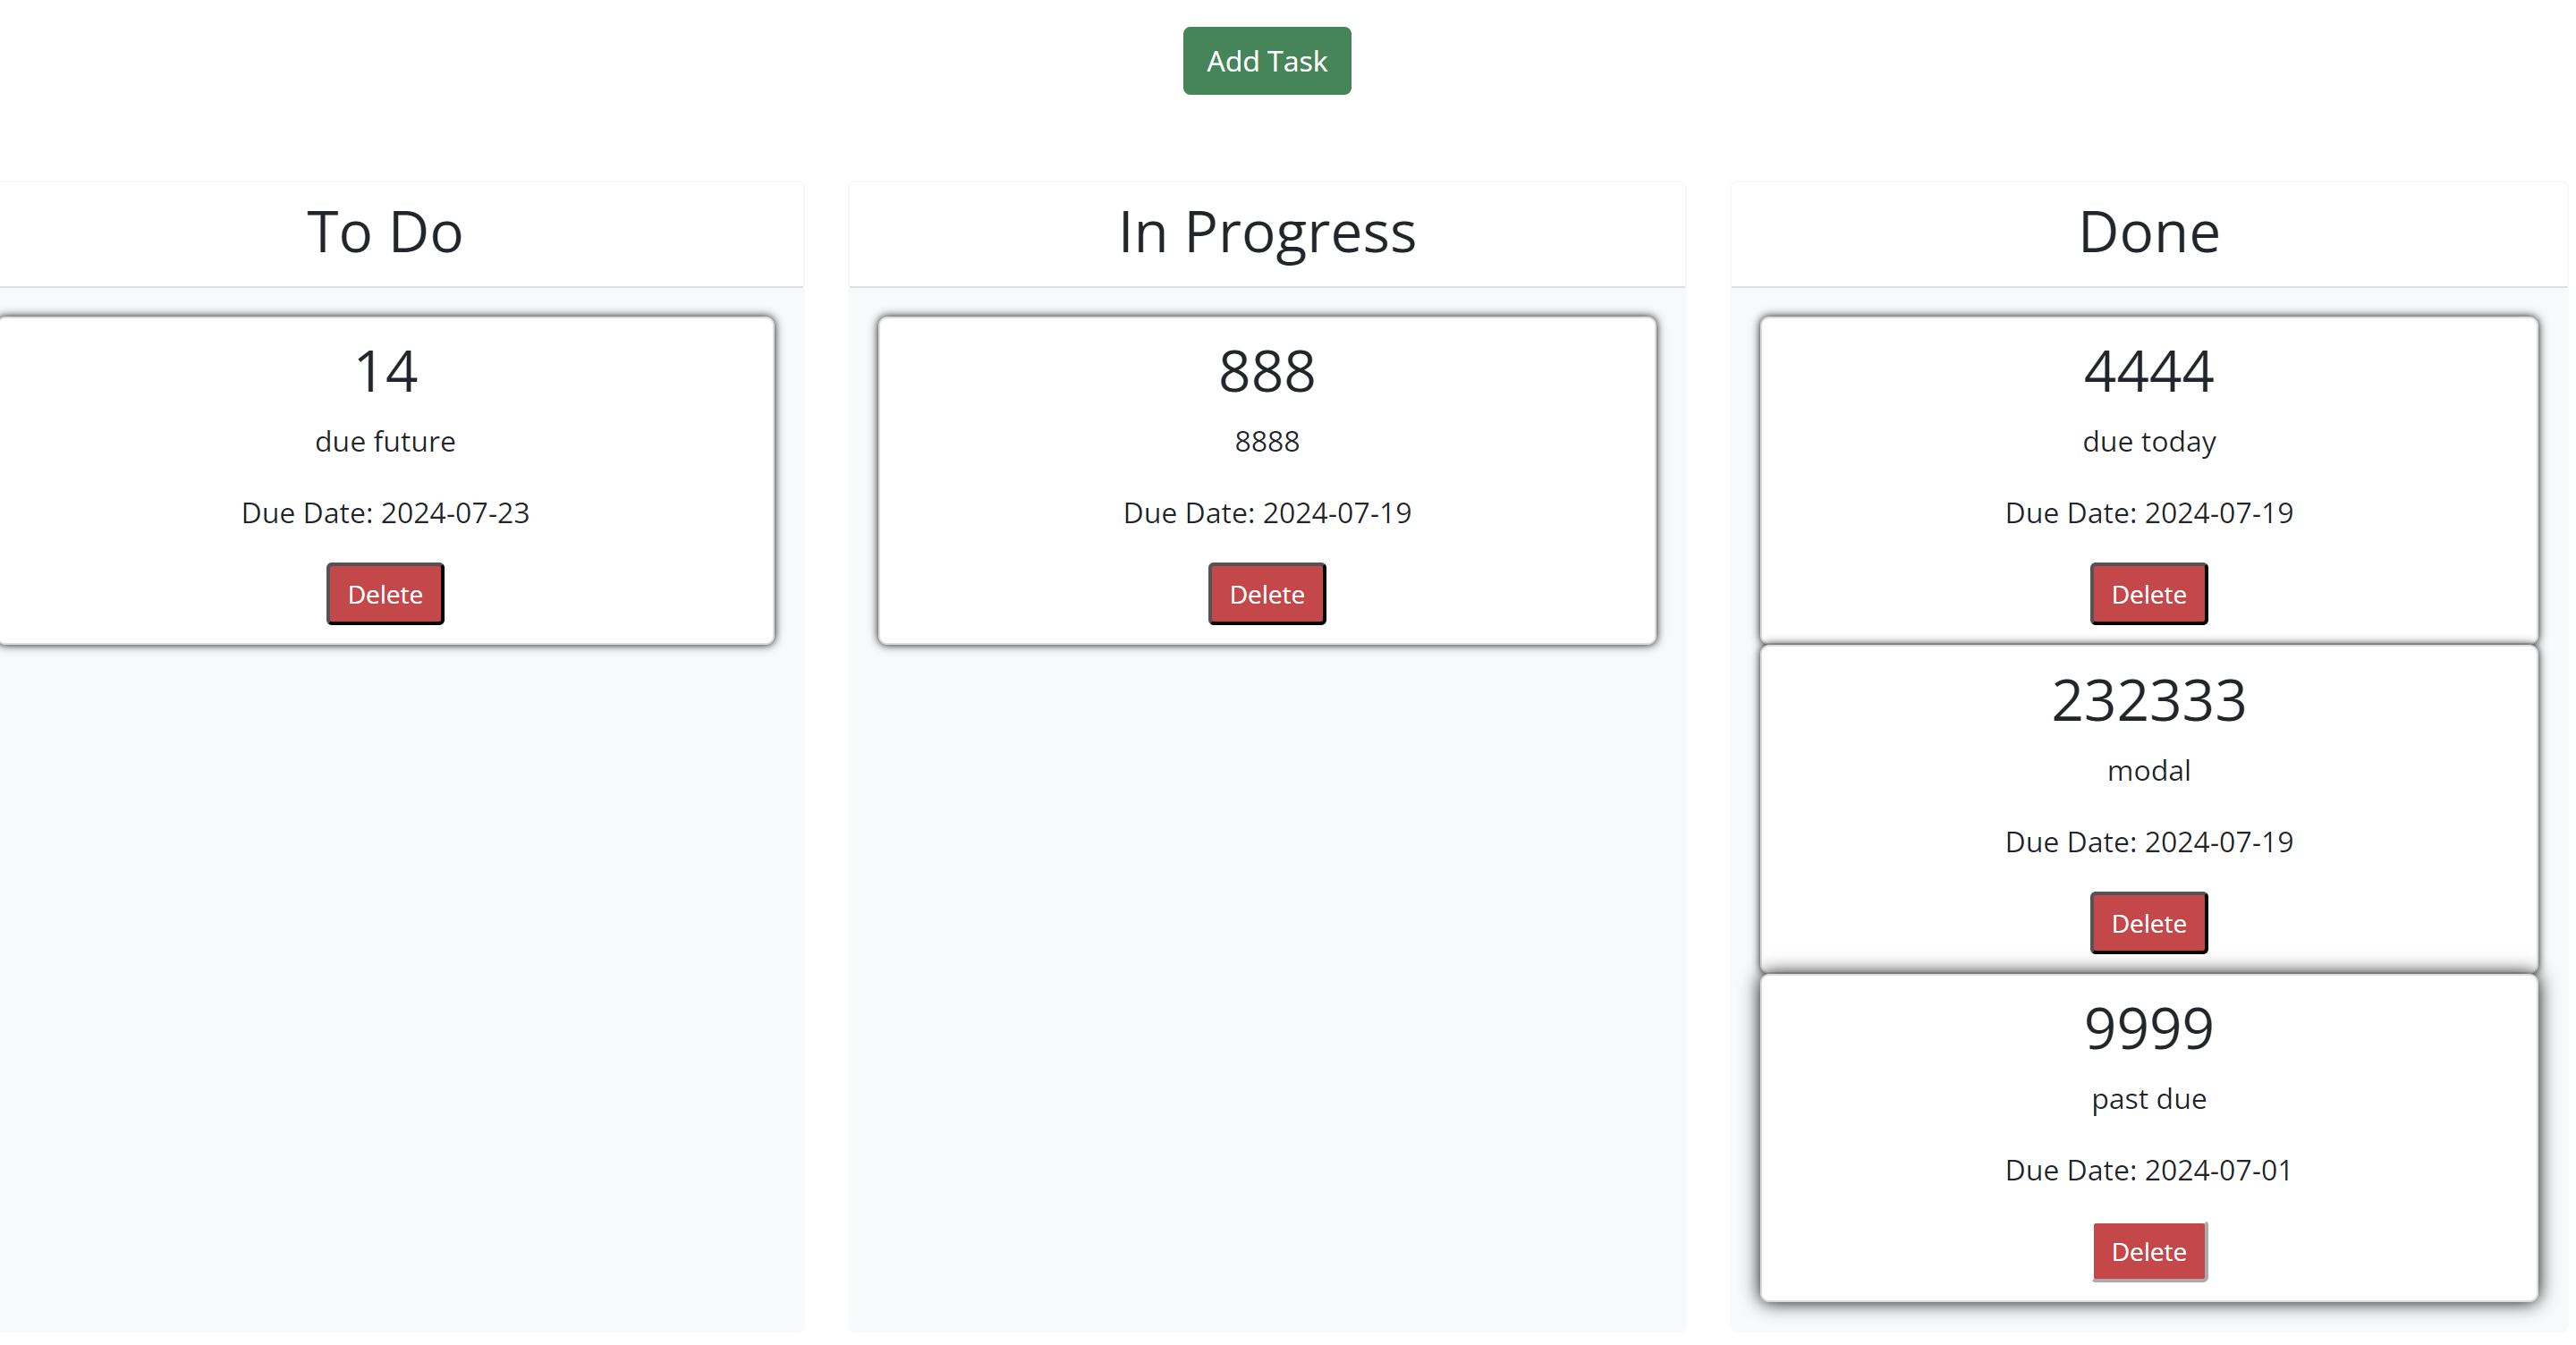 Add Task
To Do
14
due future
Due Date: 2024-07-23
Delete
In Progress
888
8888
Due Date: 2024-07-19
Delete
Done
4444
due today
Due Date: 2024-07-19
Delete
232333
modal
Due Date: 2024-07-19
Delete
9999
past due
Due Date: 2024-07-01
Delete